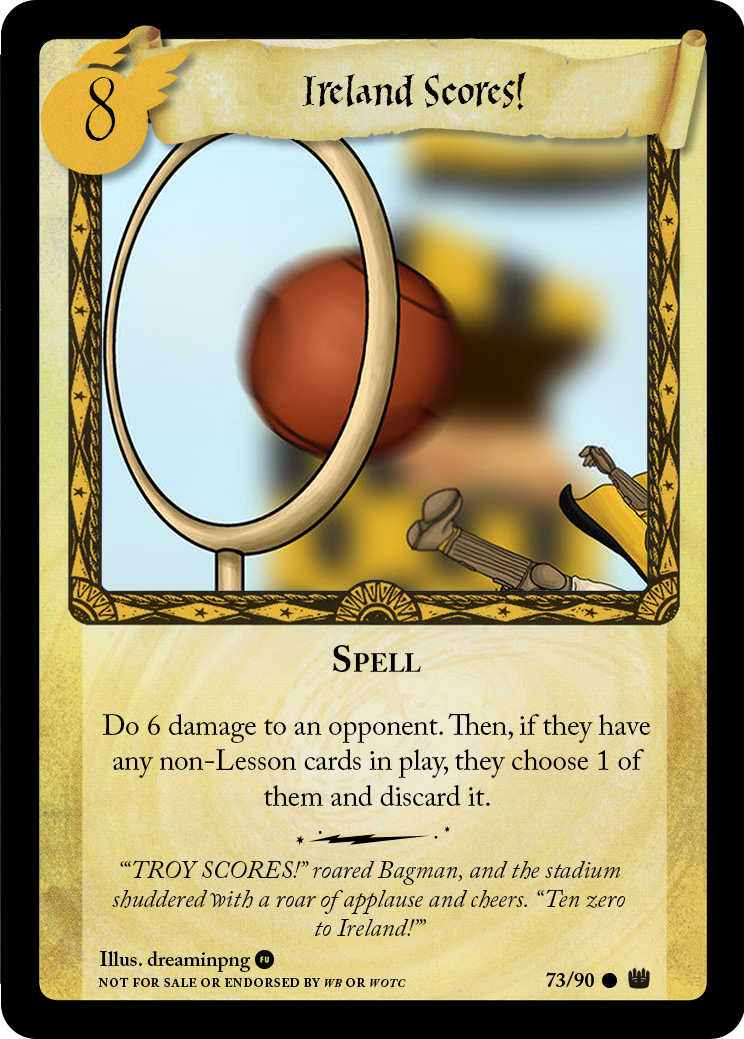 8
Ireland Scores!
Spell
Do 6 damage to an opponent. Then, if they have
any non-Lesson cards in play, they choose 1 of
them and discard it.
“‘TROY SCORES!” roared Bagman, and the stadium
shuddered with a roar of applause and cheers. “Ten zero
to Ireland!’”
Illus. dreaminpng FU
NOT FOR SALE OR ENDORSED BY WB OR WOTC
73/90